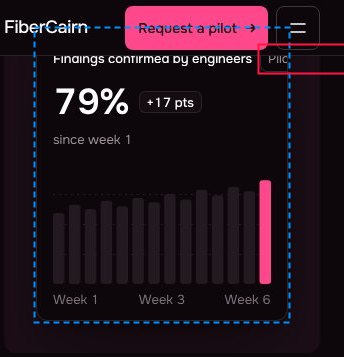 FiberCairn
Request a pilot →
Findings confirmed by engineers
79%
+17 pts
since week 1
Week 1
Week 3
Week 6